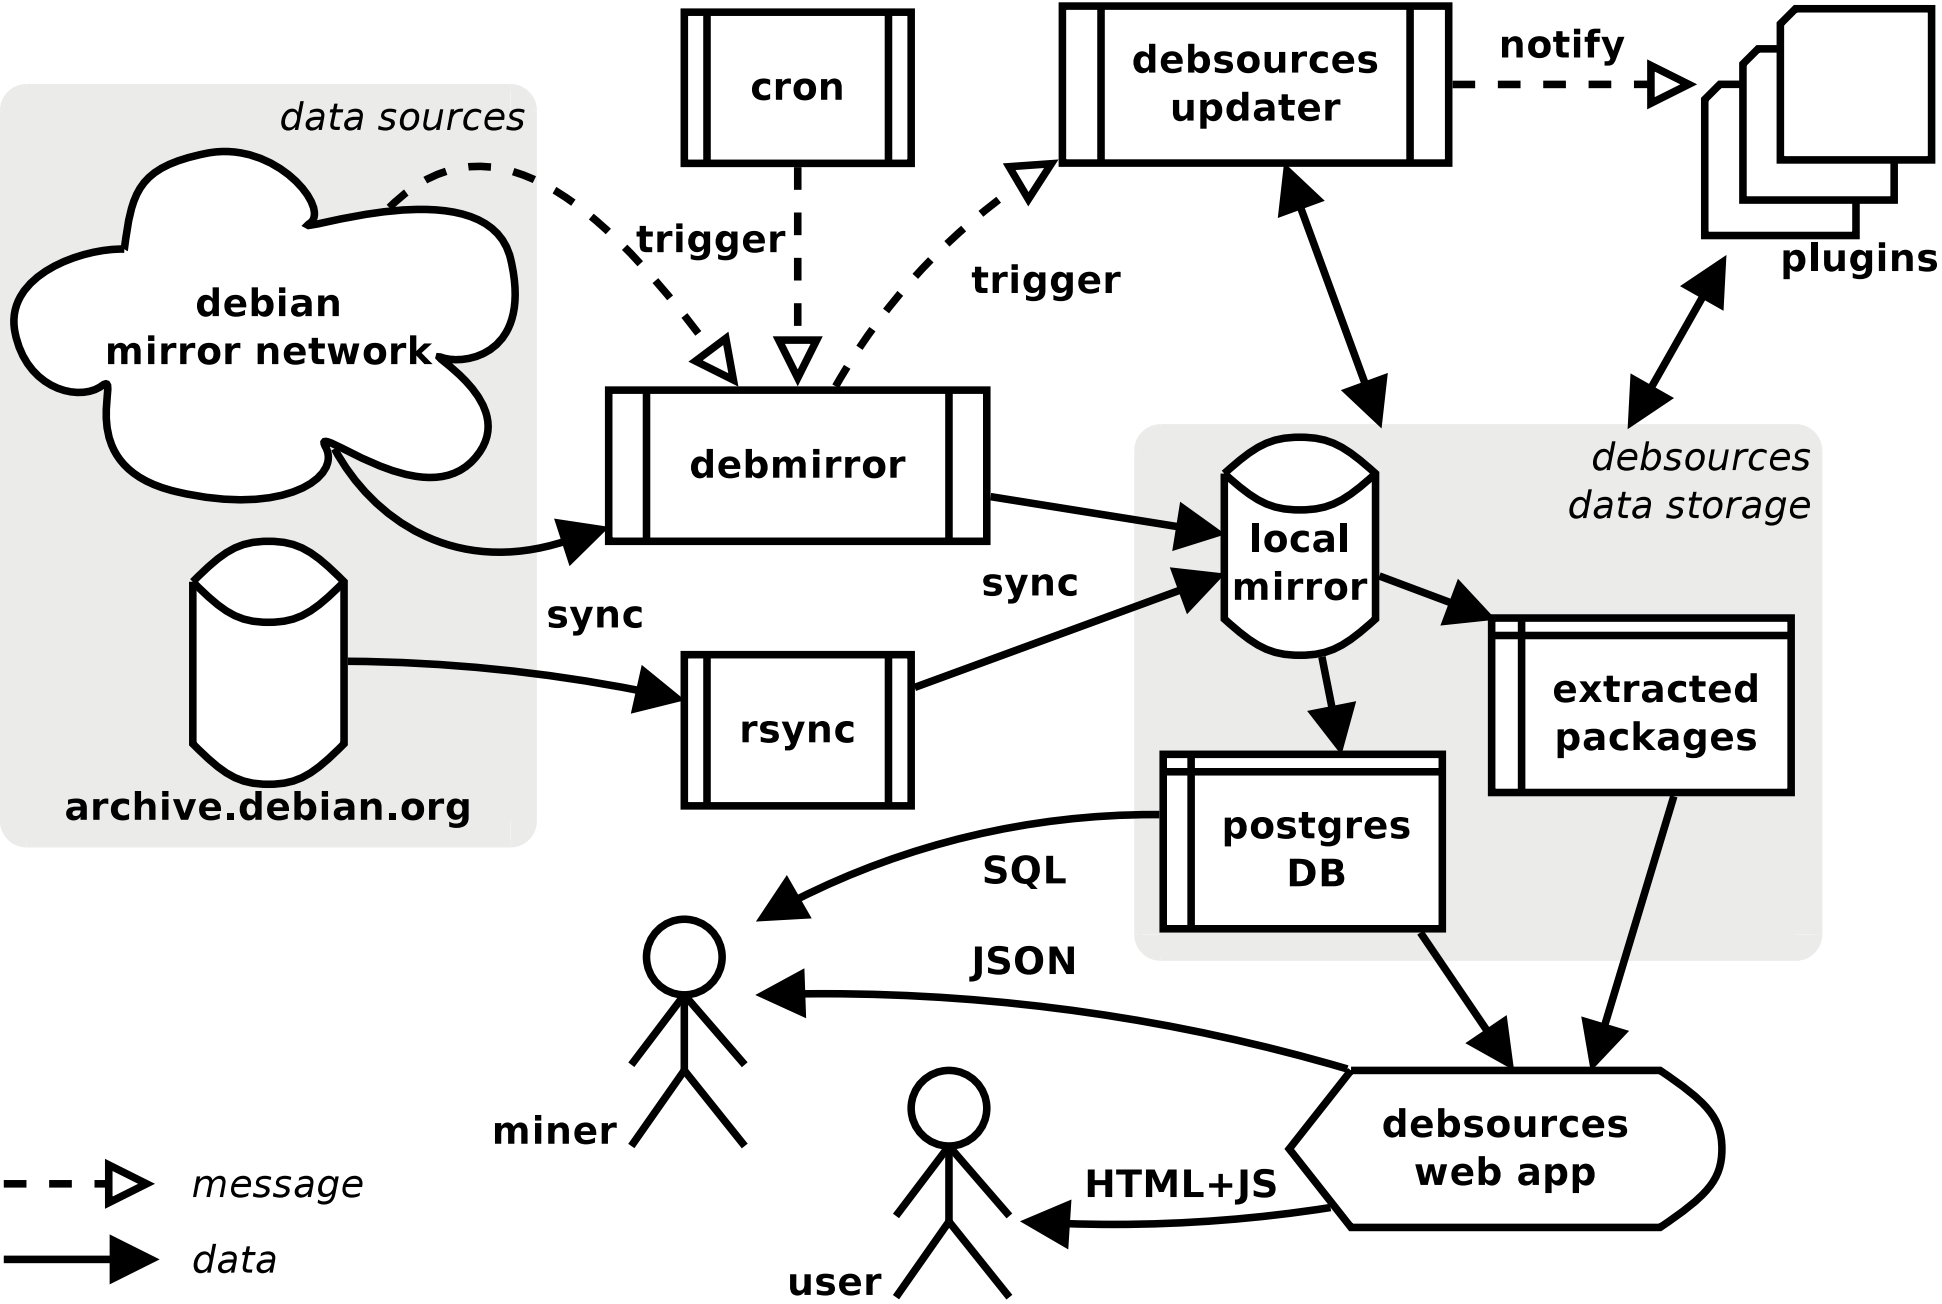 cron
debsources
updater
notify
plugins
data sources
trigger
trigger
debian
mirror network
debmirror
debsources
data storage
local
mirror
sync
sync
extracted
packages
rsync
archive.debian.org
postgres
DB
SQL
JSON
miner
debsources
web app
HTML+JS
message
data
user